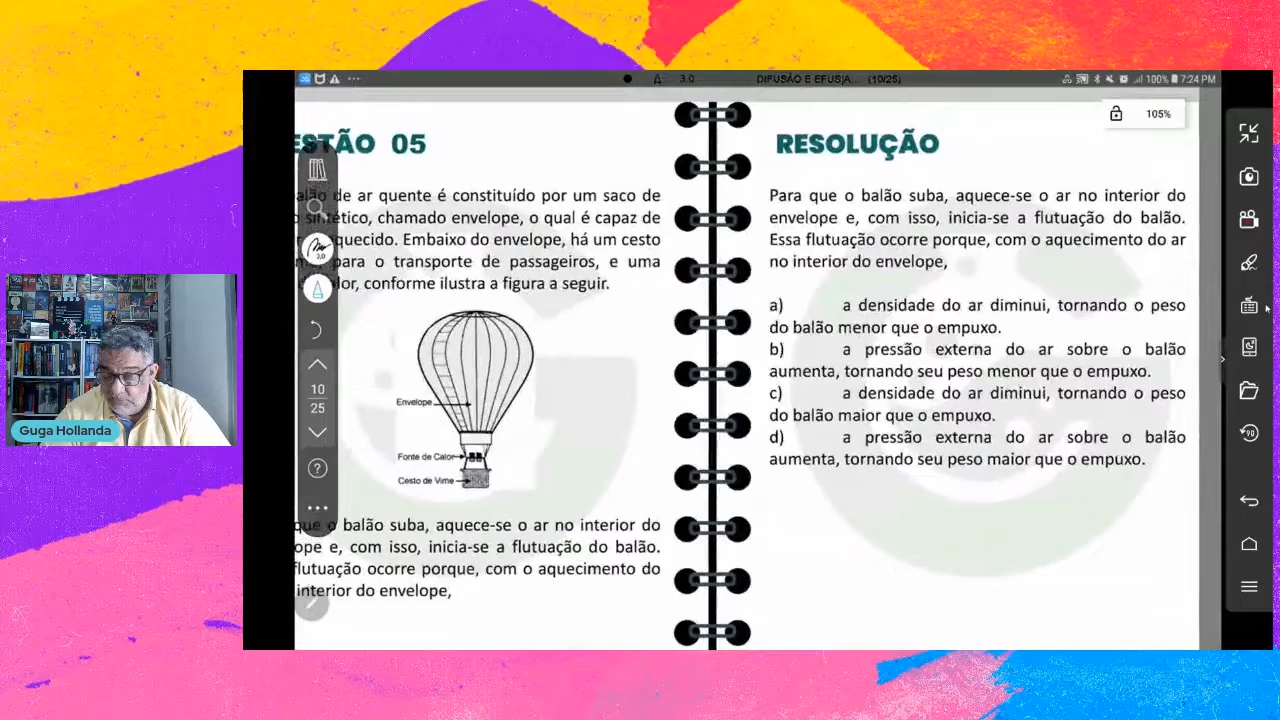 3.0
DIFUSÃO E EFUS|A... (10/25)
100% 7:24 PM
105%
ESTÃO 05
de ar quente é constituído por um saco de
sintético, chamado envelope, o qual é capaz de
aquecido. Embaixo do envelope, há um cesto
para o transporte de passageiros, e uma
calor, conforme ilustra a figura a seguir.
Envelope
Fonte de Calor
Cesto de Vime
que o balão suba, aquece-se o ar no interior do
ope e, com isso, inicia-se a flutuação do balão.
flutuação ocorre porque, com o aquecimento do
interior do envelope,
3.0
10
25
?
RESOLUÇÃO
Para que o balão suba, aquece-se o ar no interior do
envelope e, com isso, inicia-se a flutuação do balão.
Essa flutuação ocorre porque, com o aquecimento do ar
no interior do envelope,
a) a densidade do ar diminui, tornando o peso
do balão menor que o empuxo.
b) a pressão externa do ar sobre o balão
aumenta, tornando seu peso menor que o empuxo.
c) a densidade do ar diminui, tornando o peso
do balão maior que o empuxo.
d) a pressão externa do ar sobre o balão
aumenta, tornando seu peso maior que o empuxo.
90
Guga Hollanda